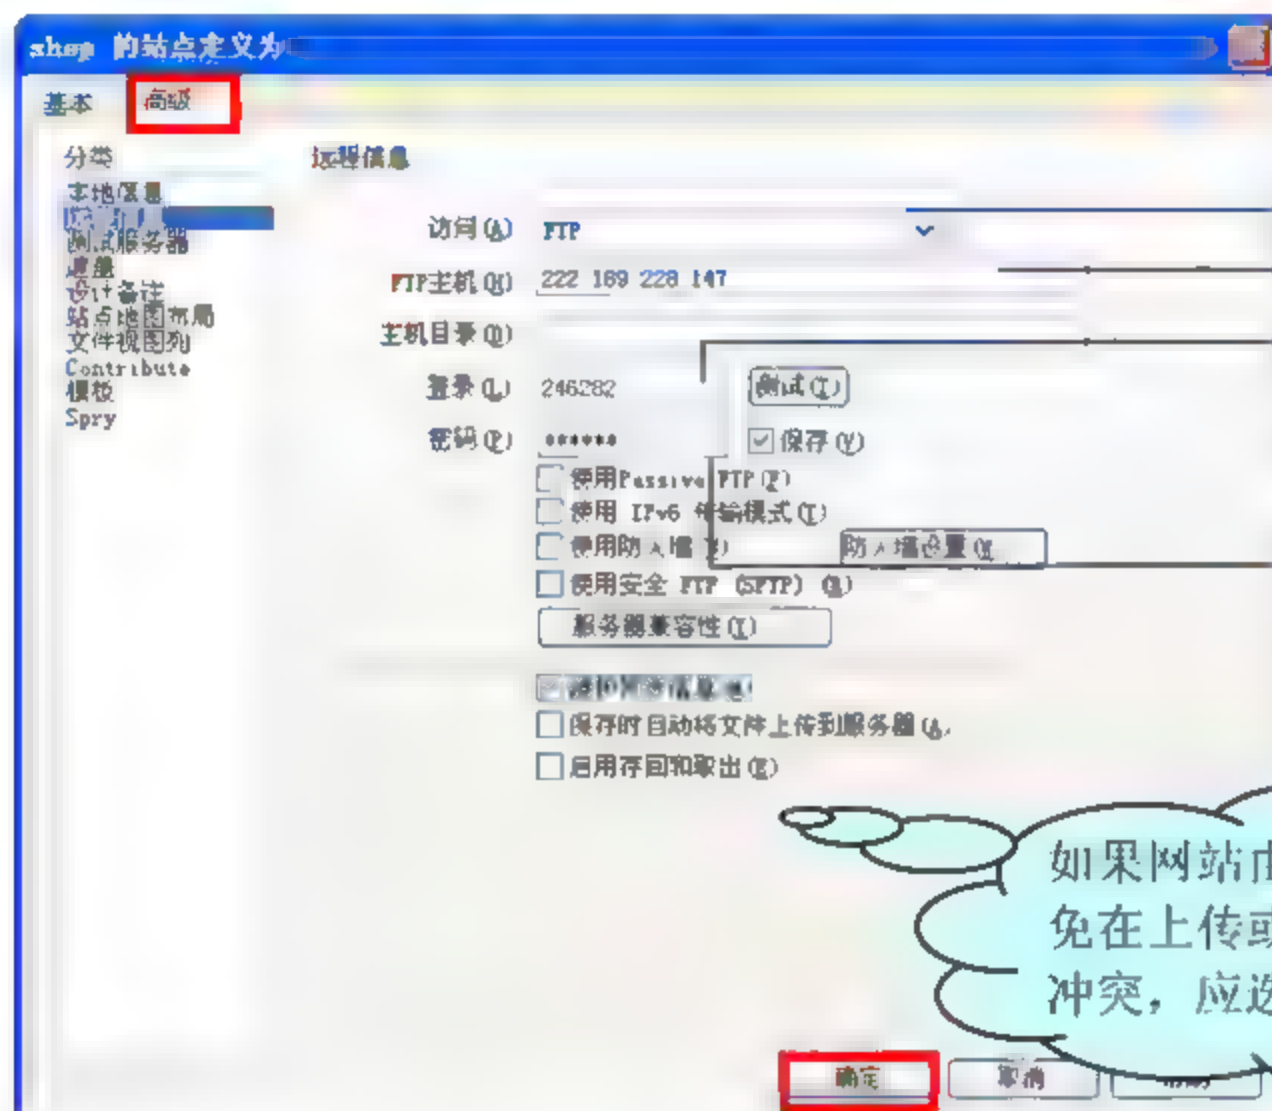 shop 的站点定义为
基本 高级
分类
远程信息
本地信息
测试服务器
遮盖
设计备注
站点地图布局
文件视图列
Contribute
模板
Spry
访问(A) FTP
FTP主机(H) 222 189 228 147
主机目录(D)
登录(L) 246282 测试(T)
密码(P) ****** 保存(V)
使用Passive FTP(F)
使用 IPv6 传输模式(T)
使用防火墙 防火墙设置
使用安全 FTP (SFTP)
服务器兼容性
保存时自动将文件上传到服务器(A)
启用存回和取出(E)
如果网站由
免在上传或
冲突，应选
确定 取消